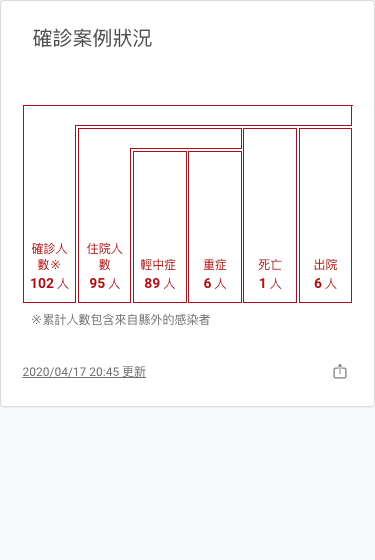 確診案例狀況
確診人
數※
102 人
住院人
數
95 人
輕中症
89 人
重症
6 人
死亡
1 人
出院
6 人
※累計人數包含來自縣外的感染者
2020/04/17 20:45 更新